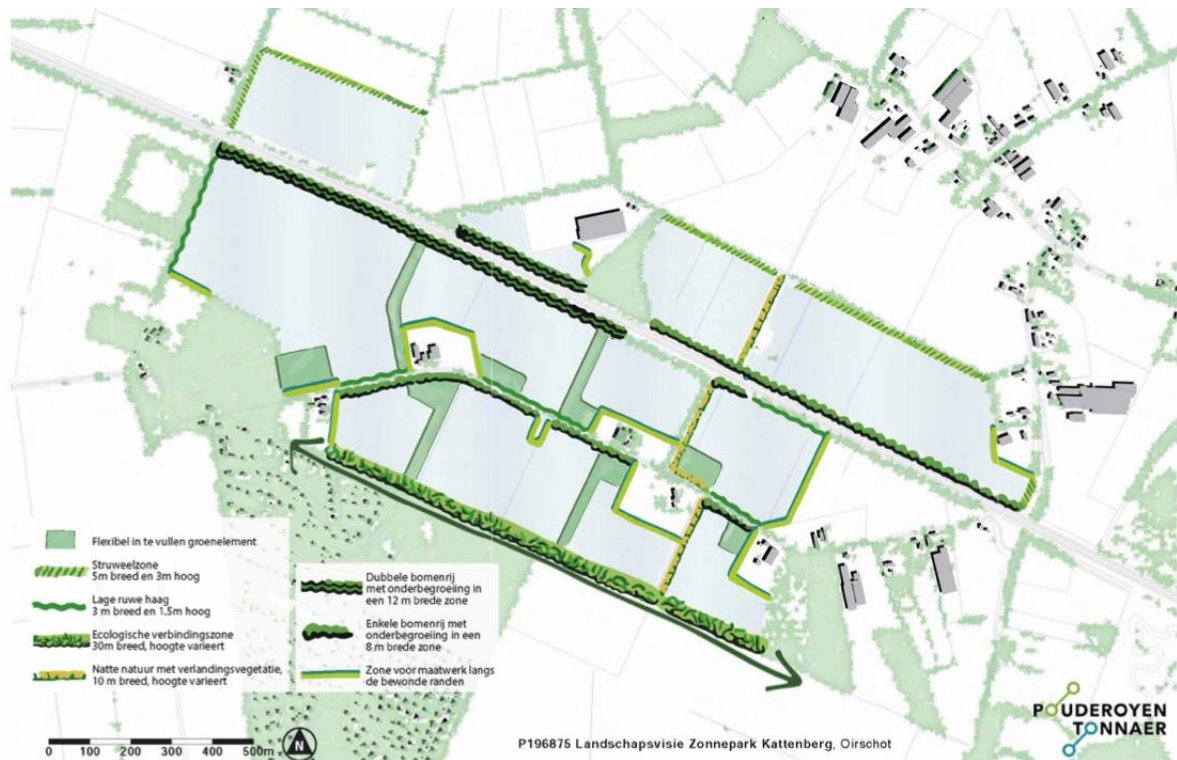 Flexibel in te vullen groenelement
Struweelzone
5m breed en 3m hoog
Lage ruwe haag
3 m breed en 1.5m hoog
Ecologische verbindingszone
30m breed, hoogte varieert
Natte natuur met verlandingsvegetatie,
10 m breed, hoogte varieert
Dubbele bomenrij
met onderbegroeiing in
een 12 m brede zone
Enkele bomenrij met
onderbegroeiing in een
8 m brede zone
Zone voor maatwerk langs
de bewoonde randen
0 100 200 300 400 500m
N
P196875 Landschapsvisie Zonnepark Kattenberg, Oirschot
POUDEROYEN
TONNAER